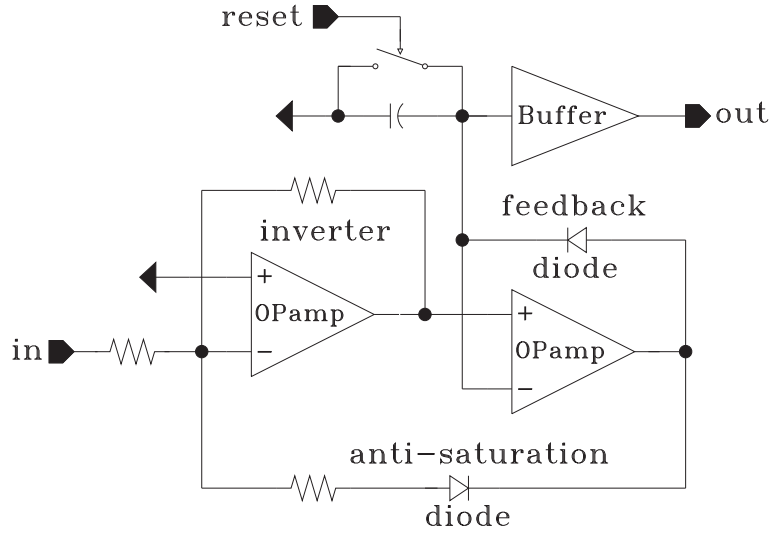 reset
Buffer
out
feedback
inverter
diode
+
OPamp
+
in
−
OPamp
−
anti−saturation
diode